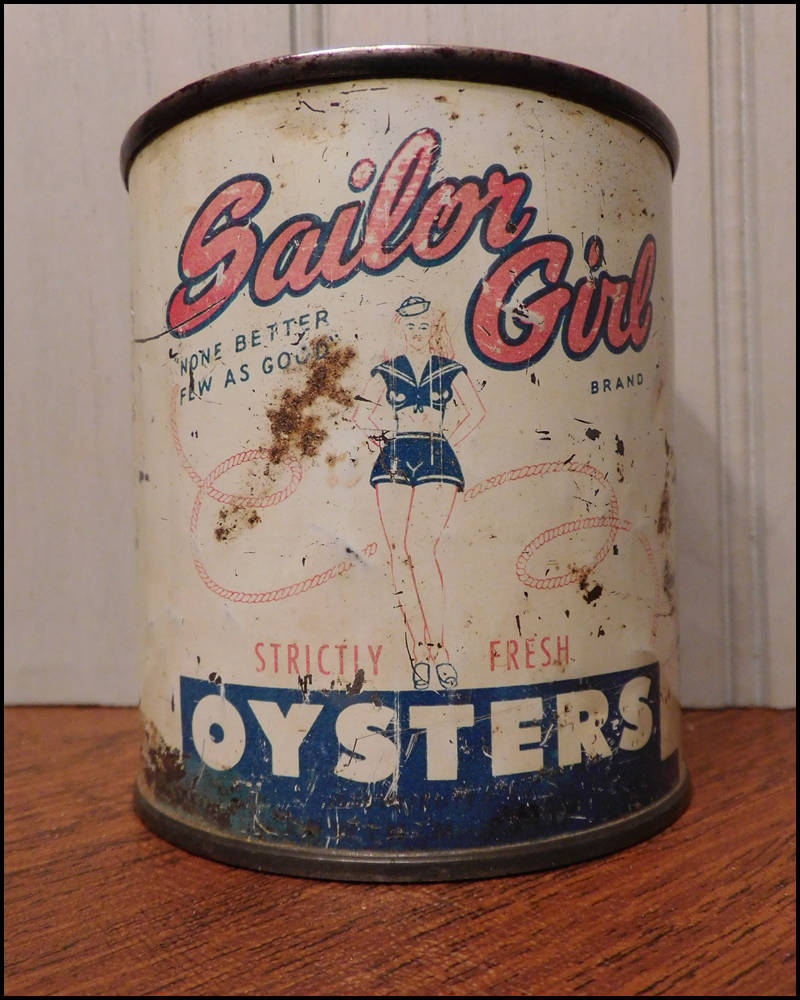 Sailor
Girl
"NONE BETTER
FEW AS GOOD"
BRAND
STRICTLY FRESH
OYSTERS